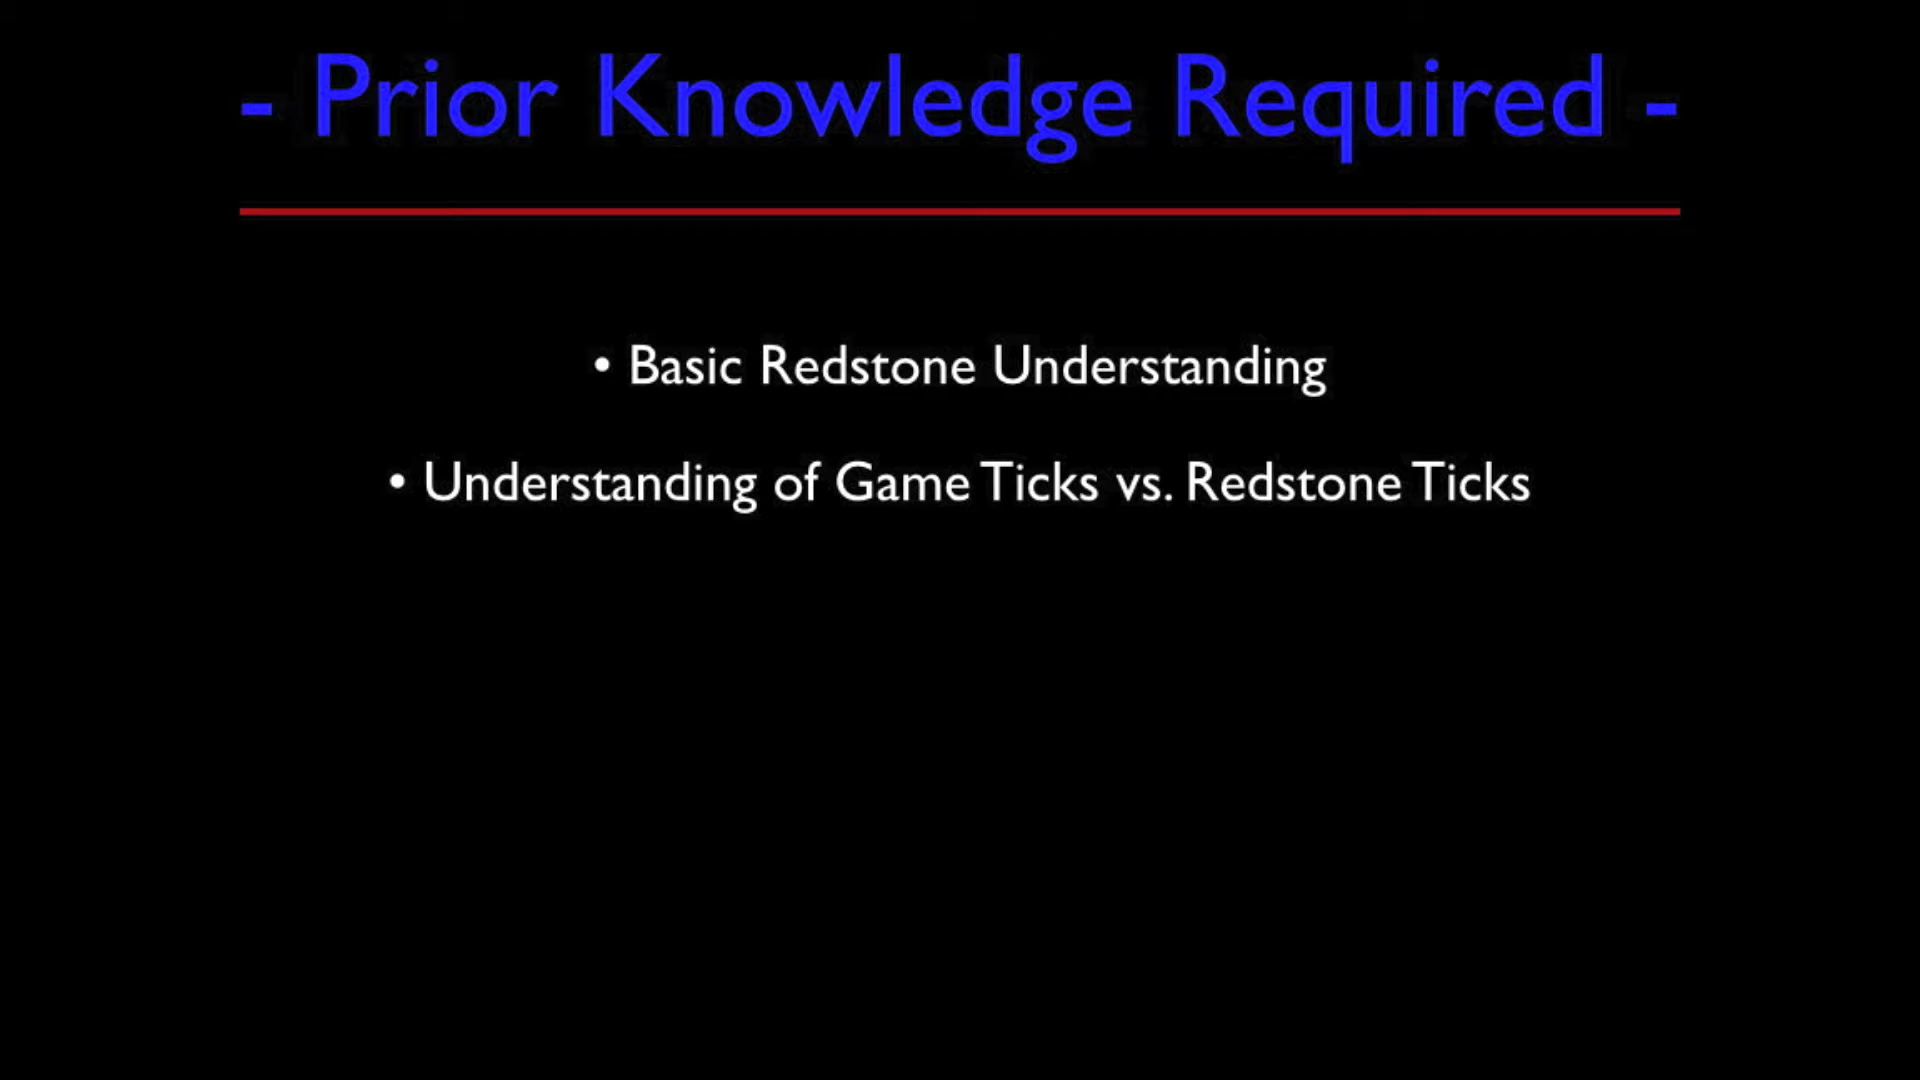 - Prior Knowledge Required -
• Basic Redstone Understanding
• Understanding of Game Ticks vs. Redstone Ticks